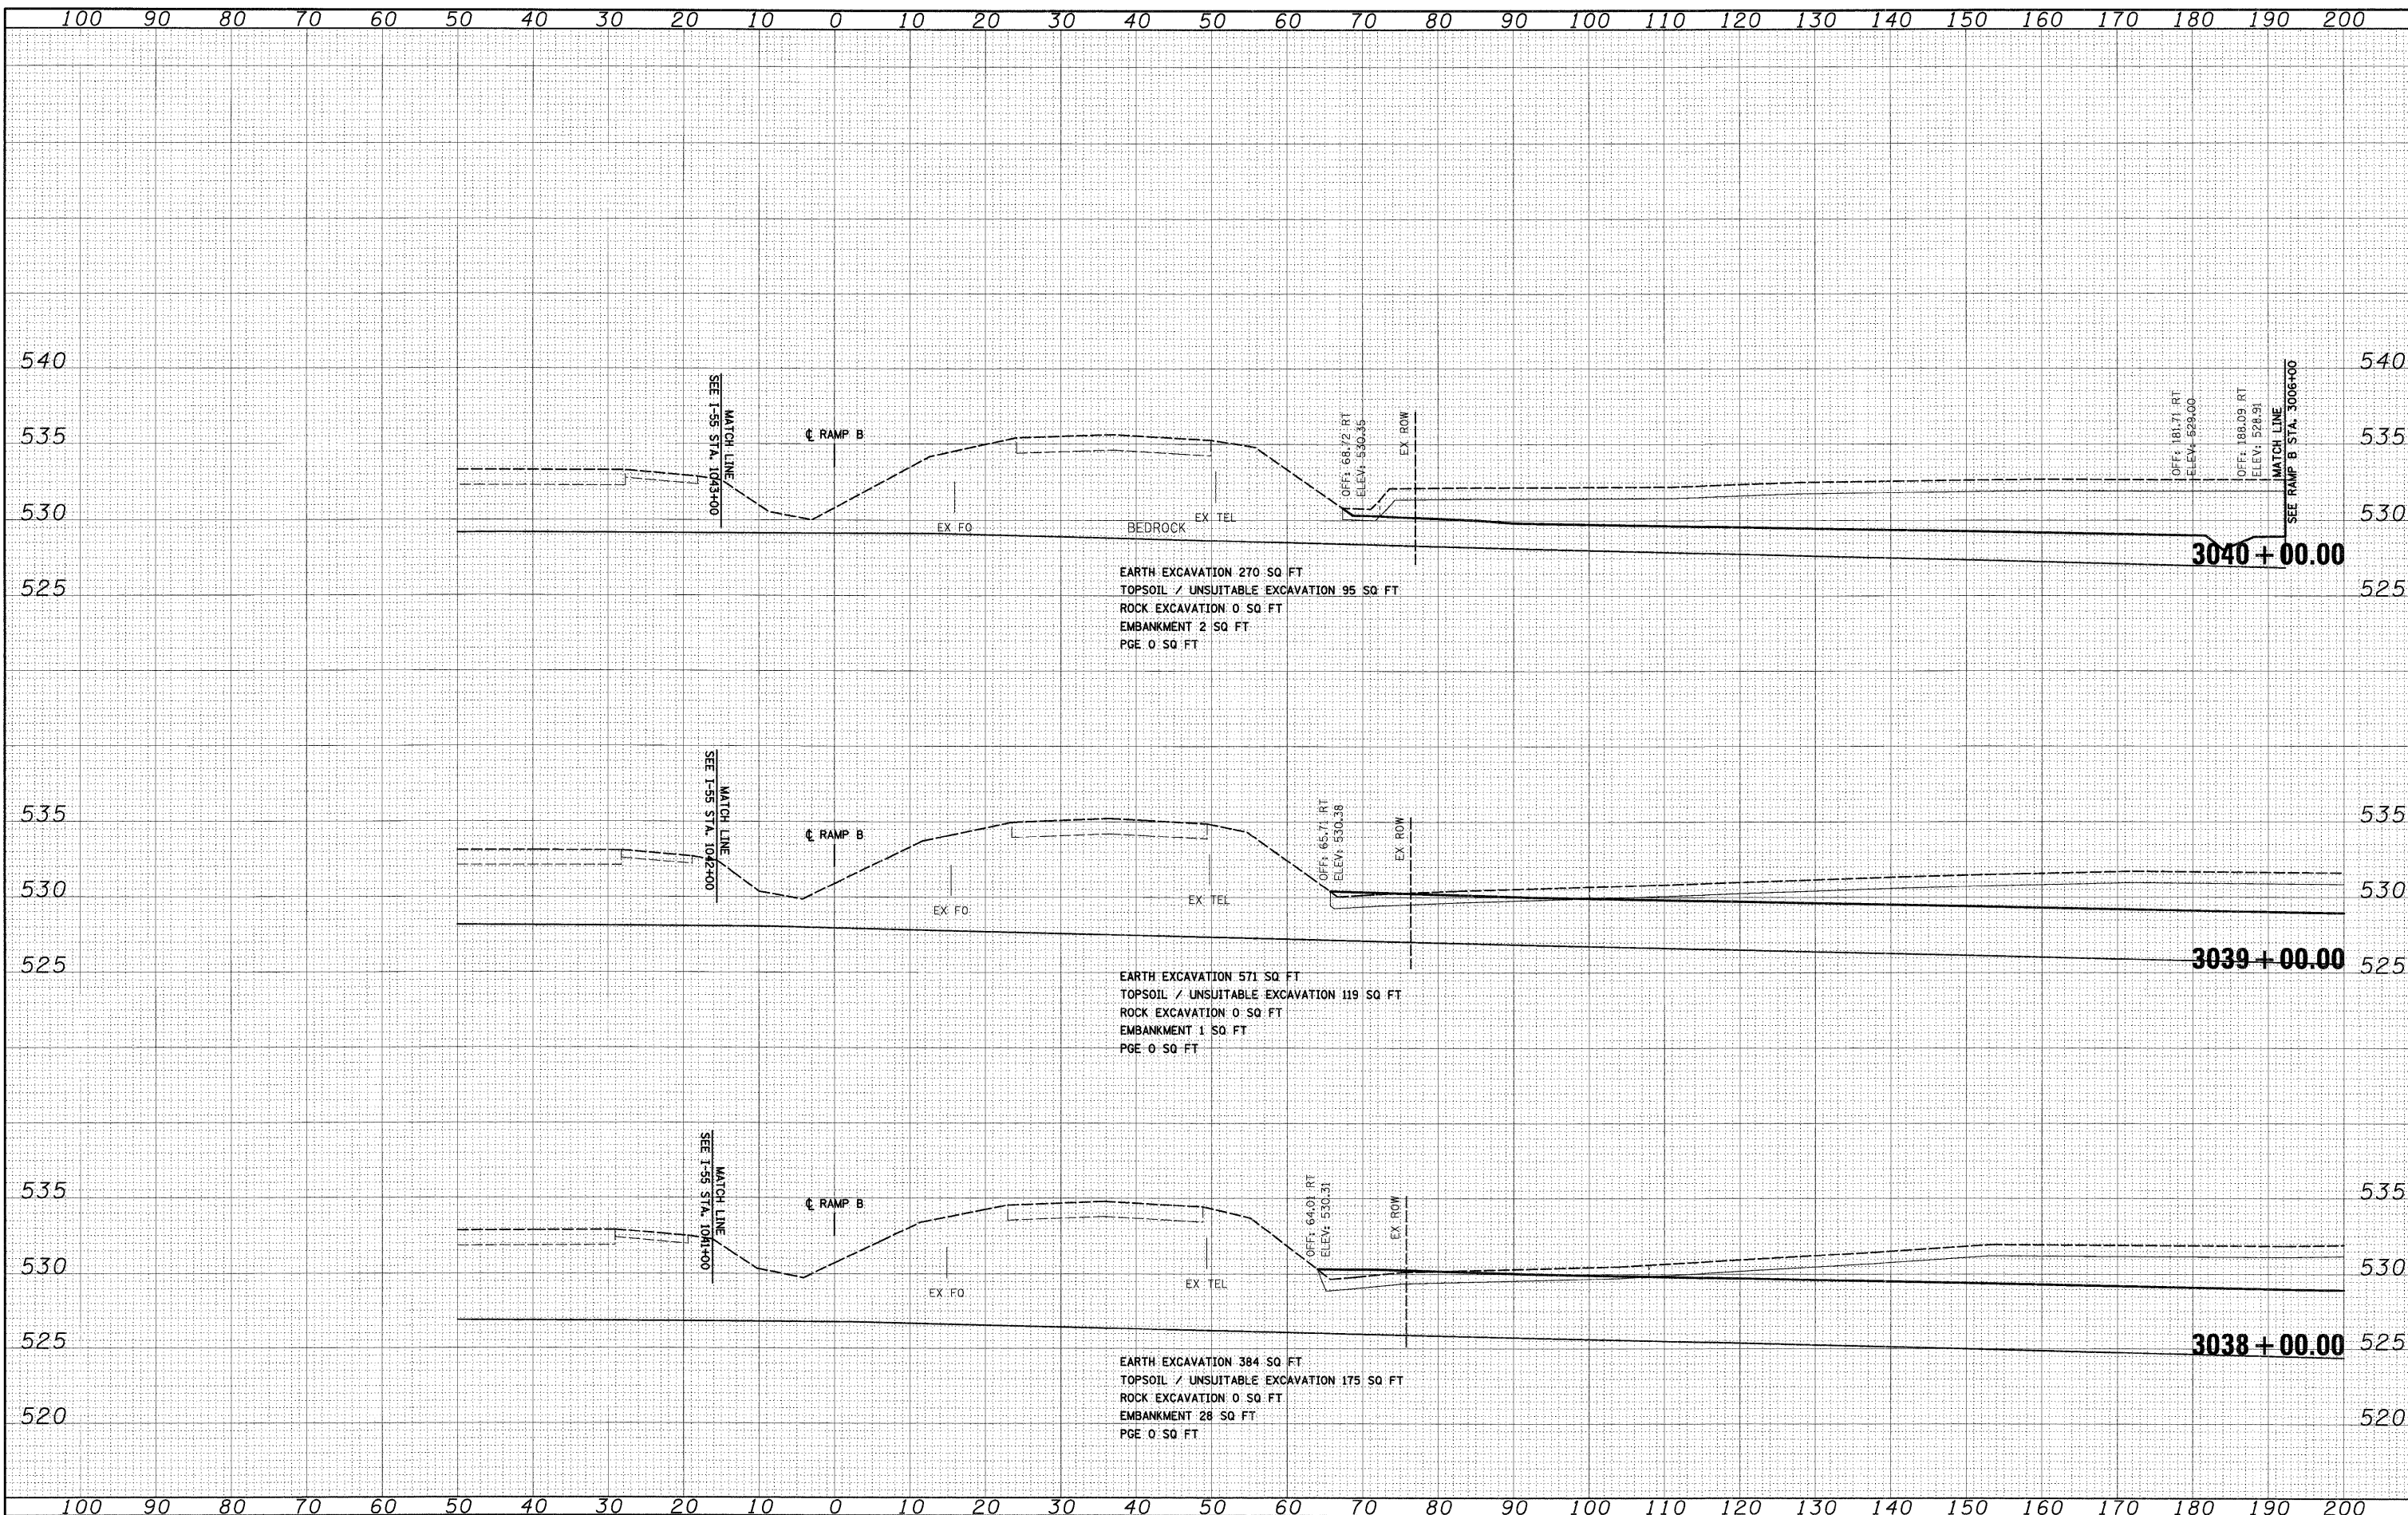 100 90 80 70 60 50 40 30 20 10 0 10 20 30 40 50 60 70 80 90 100 110 120 130 140 150 160 170 180 190 200
540 540
MATCH LINE
SEE I-55 STA. 1043+00
℄ RAMP B
535 535
OFF: 68.72 RT
ELEV: 530.35
EX ROW
OFF: 181.71 RT
ELEV: 529.00
OFF: 188.09 RT
ELEV: 528.91
MATCH LINE
SEE RAMP B STA. 3006+00
530 530
EX FO
BEDROCK
EX TEL
3040 + 00.00
525 525
EARTH EXCAVATION 270 SQ FT
TOPSOIL / UNSUITABLE EXCAVATION 95 SQ FT
ROCK EXCAVATION 0 SQ FT
EMBANKMENT 2 SQ FT
PGE 0 SQ FT
MATCH LINE
SEE I-55 STA. 1042+00
535 535
℄ RAMP B
OFF: 65.71 RT
ELEV: 530.38
EX ROW
530 530
EX FO
EX TEL
3039 + 00.00
525 525
EARTH EXCAVATION 571 SQ FT
TOPSOIL / UNSUITABLE EXCAVATION 119 SQ FT
ROCK EXCAVATION 0 SQ FT
EMBANKMENT 1 SQ FT
PGE 0 SQ FT
MATCH LINE
SEE I-55 STA. 1041+00
535 535
℄ RAMP B
OFF: 64.01 RT
ELEV: 530.31
EX ROW
530 530
EX FO
EX TEL
3038 + 00.00
525 525
EARTH EXCAVATION 384 SQ FT
TOPSOIL / UNSUITABLE EXCAVATION 175 SQ FT
ROCK EXCAVATION 0 SQ FT
EMBANKMENT 28 SQ FT
PGE 0 SQ FT
520 520
100 90 80 70 60 50 40 30 20 10 0 10 20 30 40 50 60 70 80 90 100 110 120 130 140 150 160 170 180 190 200